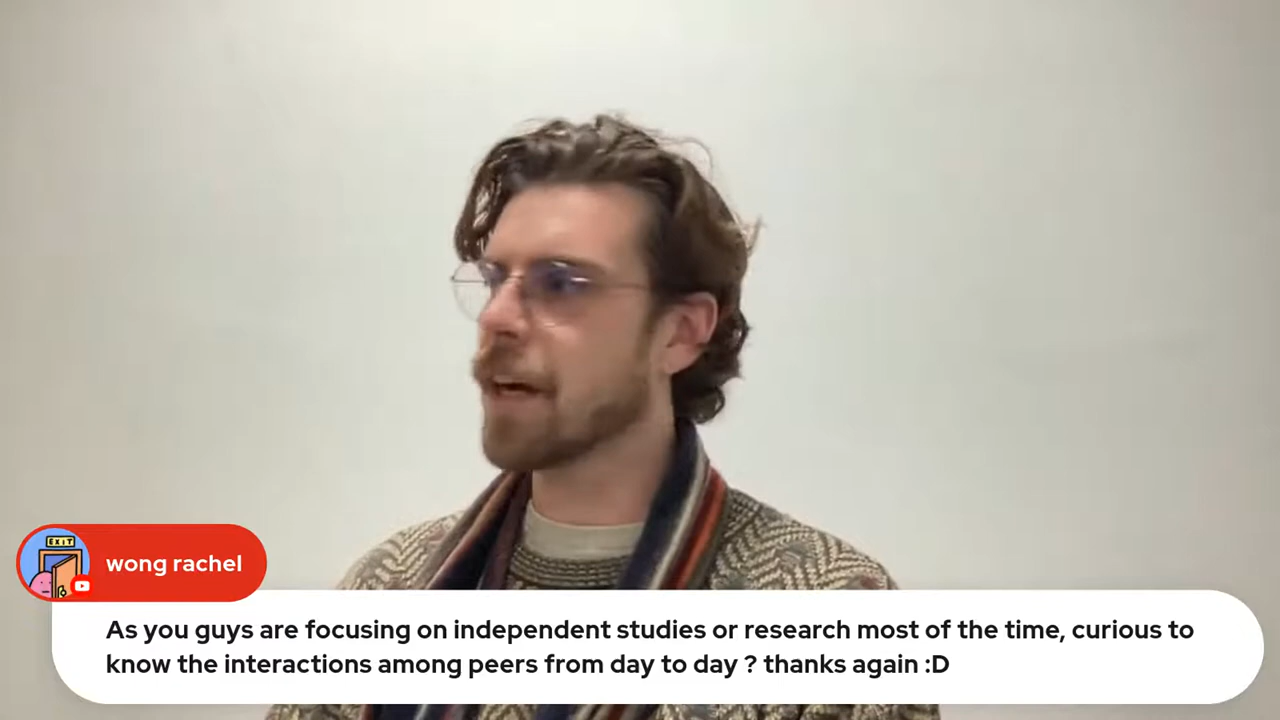 EXIT
wong rachel
As you guys are focusing on independent studies or research most of the time, curious to
know the interactions among peers from day to day ? thanks again :D